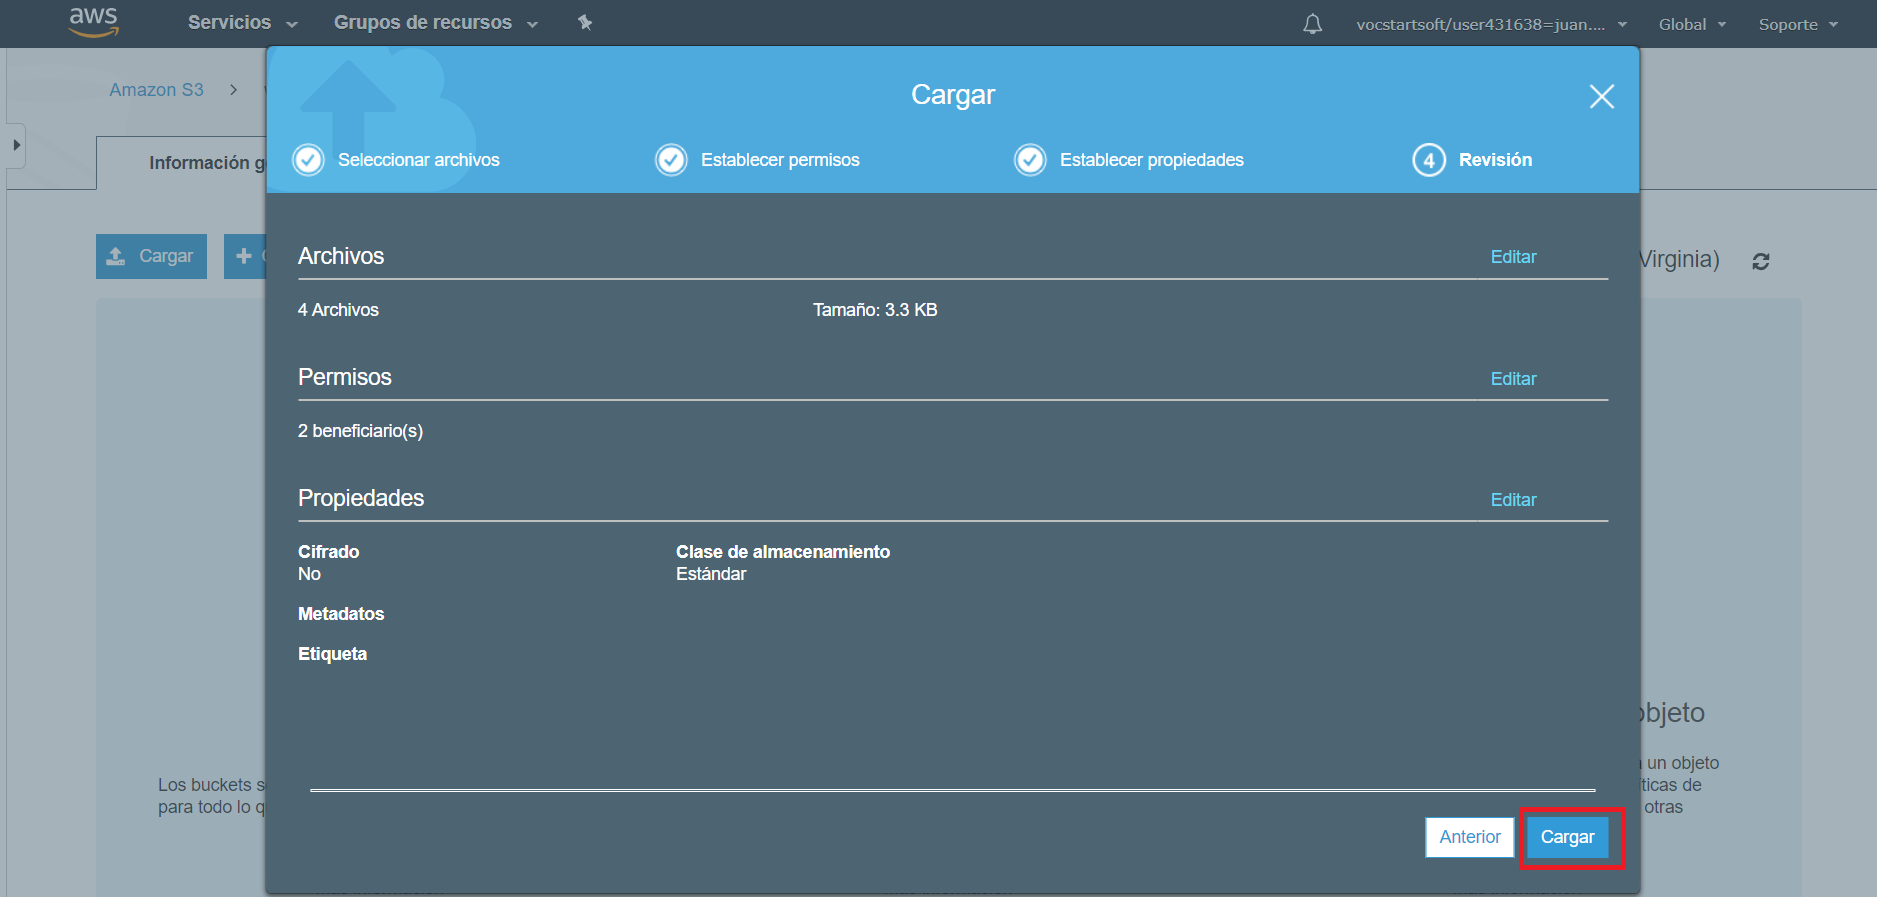 aws Servicios Grupos de recursos vocstartsoft/user431638=juan.... Global Soporte
Amazon S3
Cargar
Seleccionar archivos Establecer permisos Establecer propiedades 4 Revisión
Información g
Cargar
Virginia)
Archivos Editar
4 Archivos Tamaño: 3.3 KB
Permisos Editar
2 beneficiario(s)
Propiedades Editar
Cifrado Clase de almacenamiento
No Estándar
Metadatos
Etiqueta
objeto
Los buckets s
para todo lo q
un objeto
íticas de
otras
Anterior Cargar